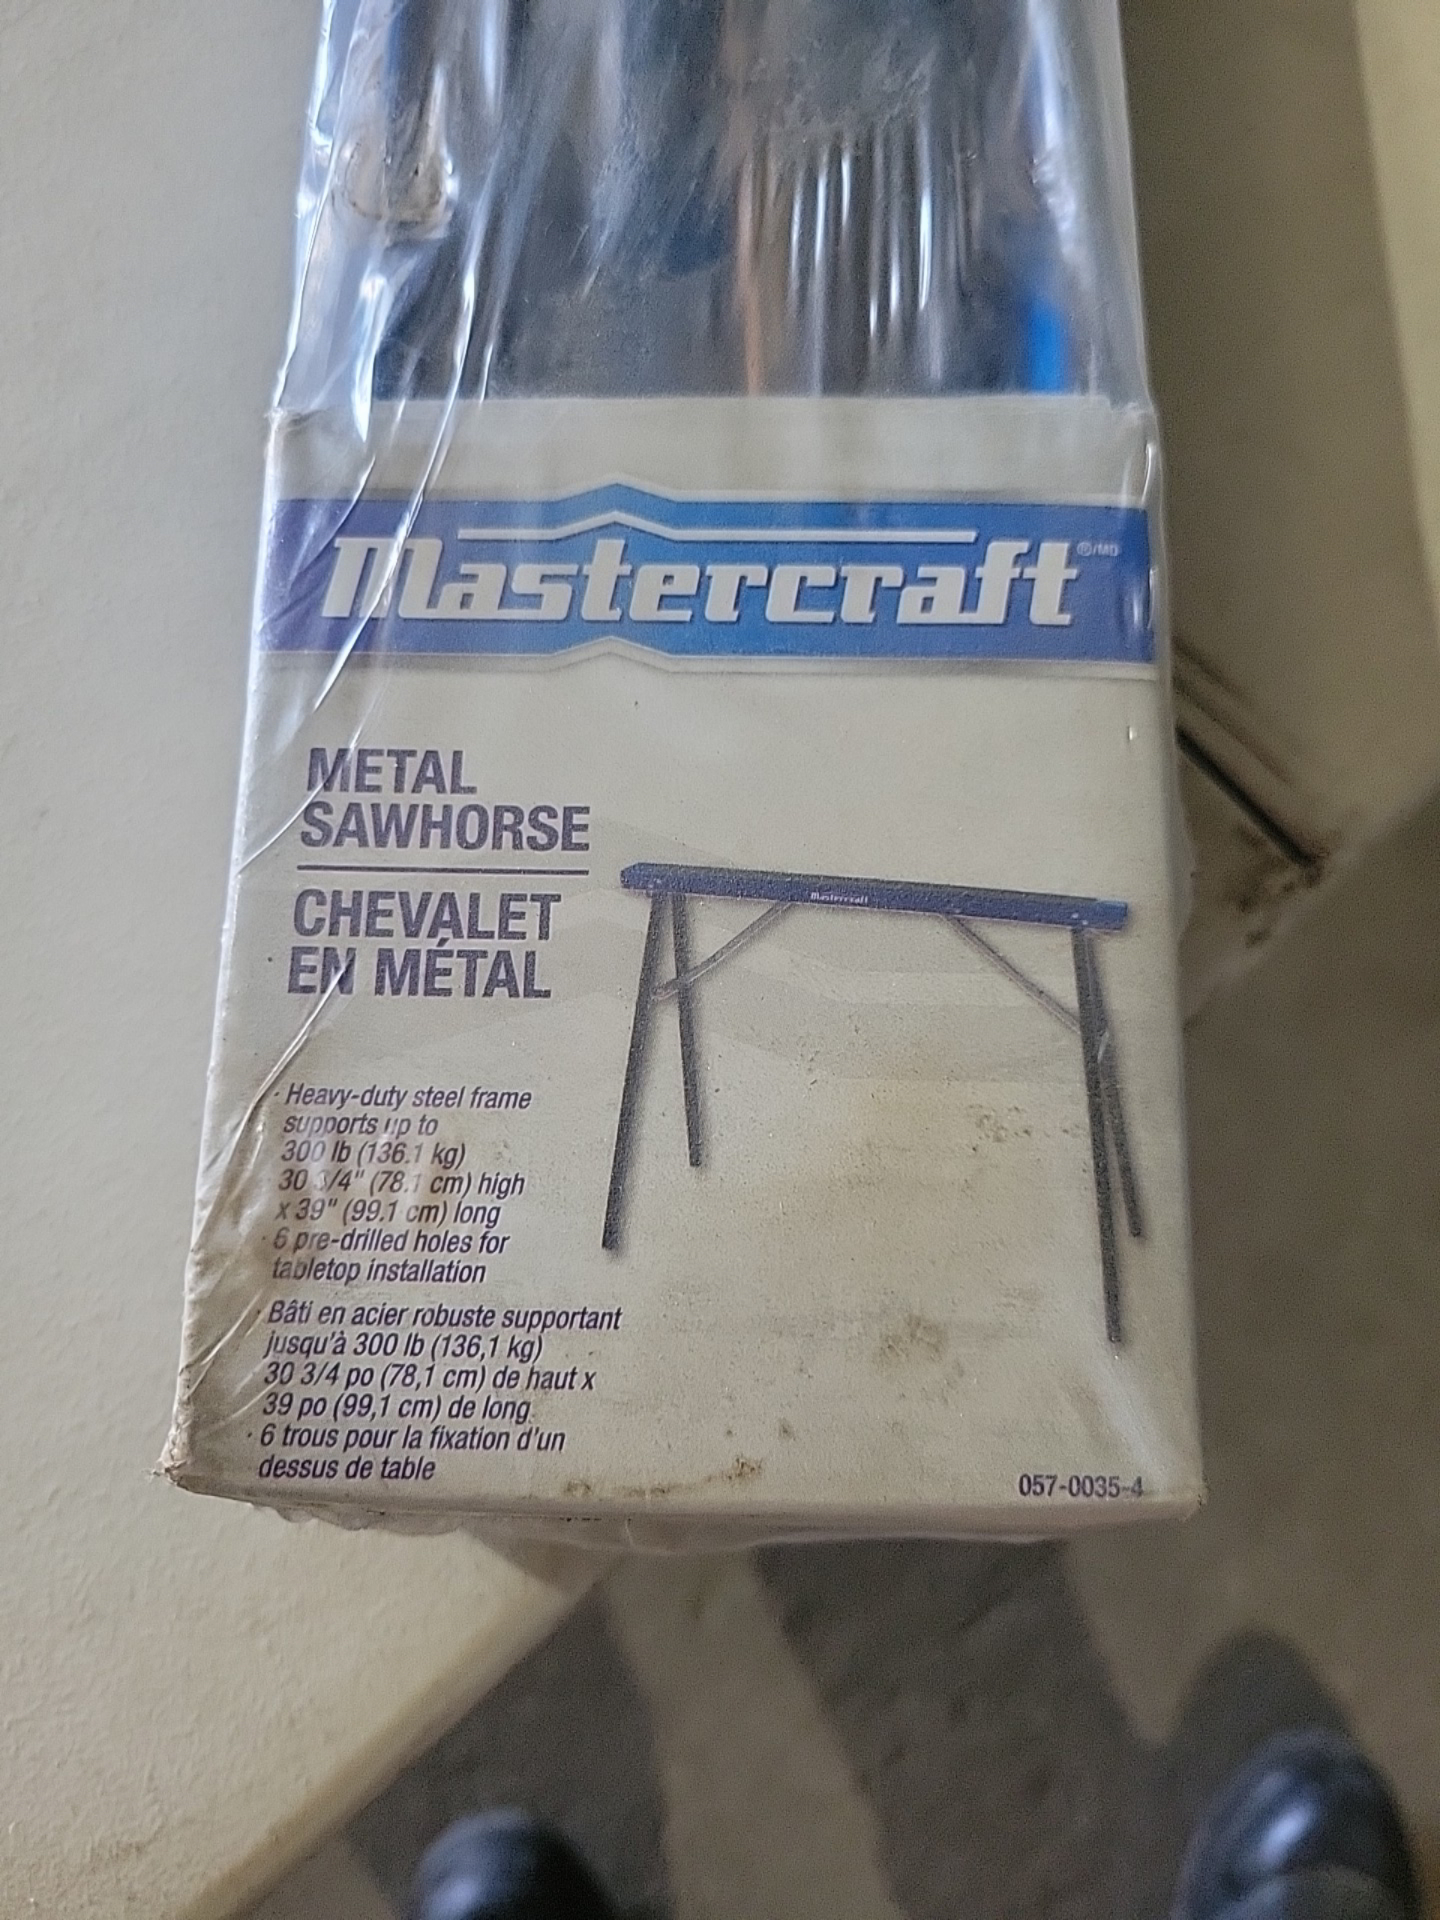 Mastercraft ®/MD
METAL
SAWHORSE
CHEVALET
EN MÉTAL
Mastercraft
· Heavy-duty steel frame
supports up to
300 lb (136.1 kg)
30 3/4" (78.1 cm) high
x 39" (99.1 cm) long
· 6 pre-drilled holes for
tabletop installation
· Bâti en acier robuste supportant
jusqu'à 300 lb (136,1 kg)
30 3/4 po (78,1 cm) de haut x
39 po (99,1 cm) de long
· 6 trous pour la fixation d'un
dessus de table
057-0035-4